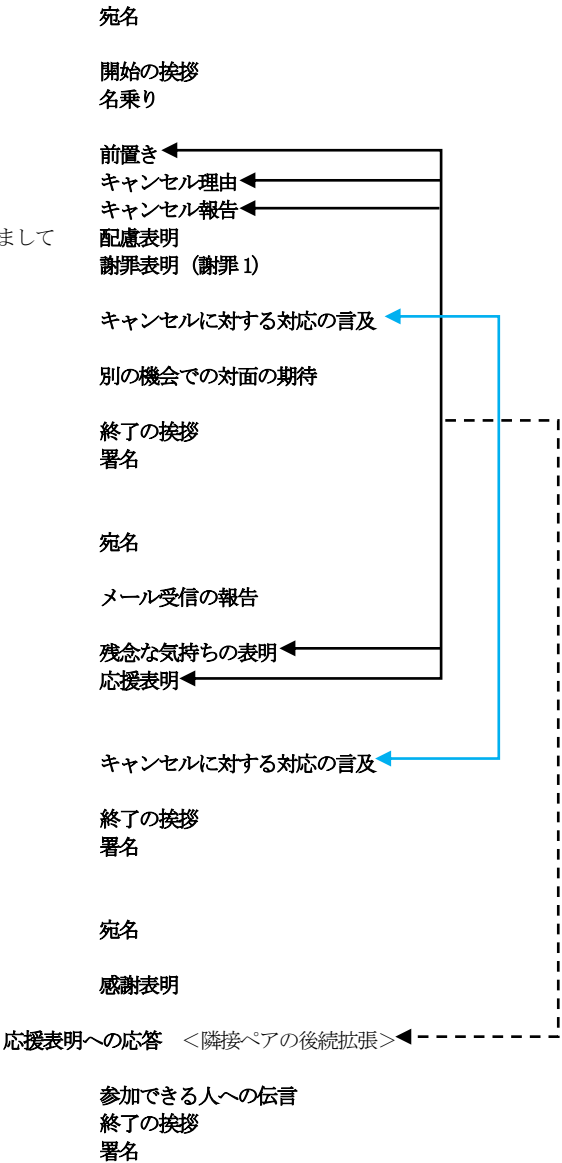 宛名
開始の挨拶
名乗り
前置き
キャンセル理由
キャンセル報告
まして 配慮表明
謝罪表明（謝罪 1）
キャンセルに対する対応の言及
別の機会での対面の期待
終了の挨拶
署名
宛名
メール受信の報告
残念な気持ちの表明
応援表明
キャンセルに対する対応の言及
終了の挨拶
署名
宛名
感謝表明
応援表明への応答 ＜隣接ペアの後続拡張＞
参加できる人への伝言
終了の挨拶
署名